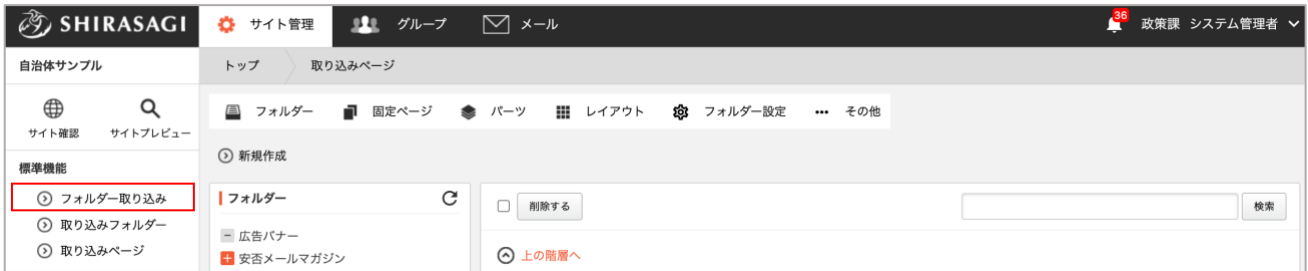 SHIRASAGI サイト管理 グループ メール 36 政策課 システム管理者
自治体サンプル トップ 取り込みページ
フォルダー 固定ページ パーツ レイアウト フォルダー設定 ••• その他
サイト確認 サイトプレビュー
新規作成
標準機能
フォルダー取り込み フォルダー 削除する 検索
取り込みフォルダー 広告バナー
取り込みページ 安否メールマガジン 上の階層へ